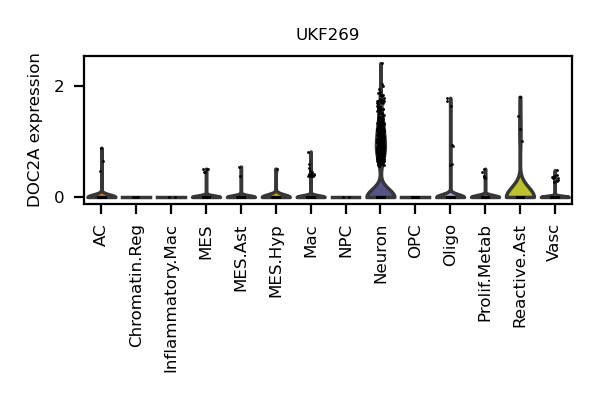 UKF269
DOC2A expression
2
0
AC
Chromatin.Reg
Inflammatory.Mac
MES
MES.Ast
MES.Hyp
Mac
NPC
Neuron
OPC
Oligo
Prolif.Metab
Reactive.Ast
Vasc